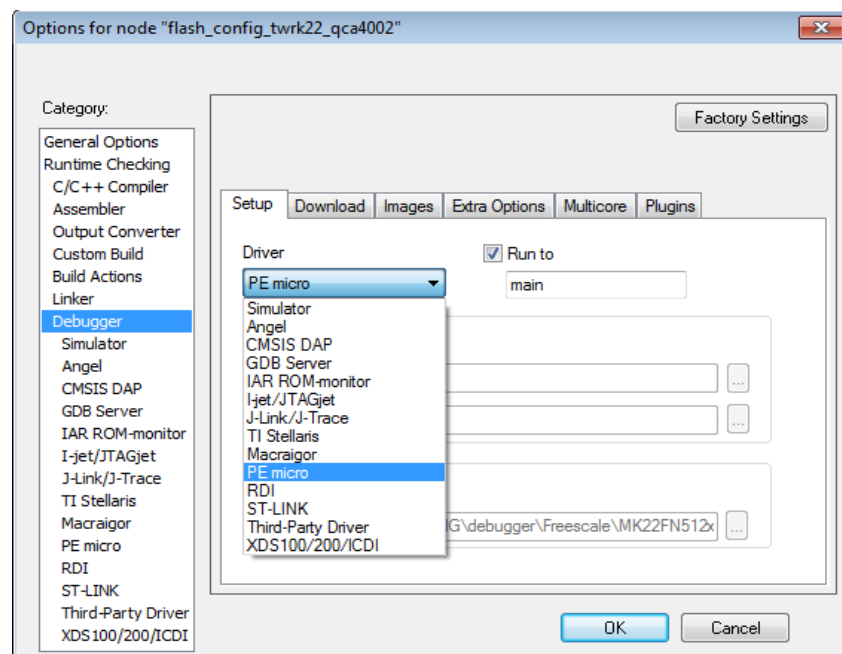 Options for node "flash_config_twrk22_qca4002"
Category:
General Options
Runtime Checking
C/C++ Compiler
Assembler
Output Converter
Custom Build
Build Actions
Linker
Debugger
Simulator
Angel
CMSIS DAP
GDB Server
IAR ROM-monitor
I-jet/JTAGjet
J-Link/J-Trace
TI Stellaris
Macraigor
PE micro
RDI
ST-LINK
Third-Party Driver
XDS100/200/ICDI
Factory Settings
Setup Download Images Extra Options Multicore Plugins
Driver
Run to
PE micro
main
Simulator
Angel
CMSIS DAP
GDB Server
IAR ROM-monitor
I-jet/JTAGjet
J-Link/J-Trace
TI Stellaris
Macraigor
PE micro
RDI
ST-LINK
Third-Party Driver
XDS100/200/ICDI
...
...
G\debugger\Freescale\MK22FN512x
...
OK Cancel